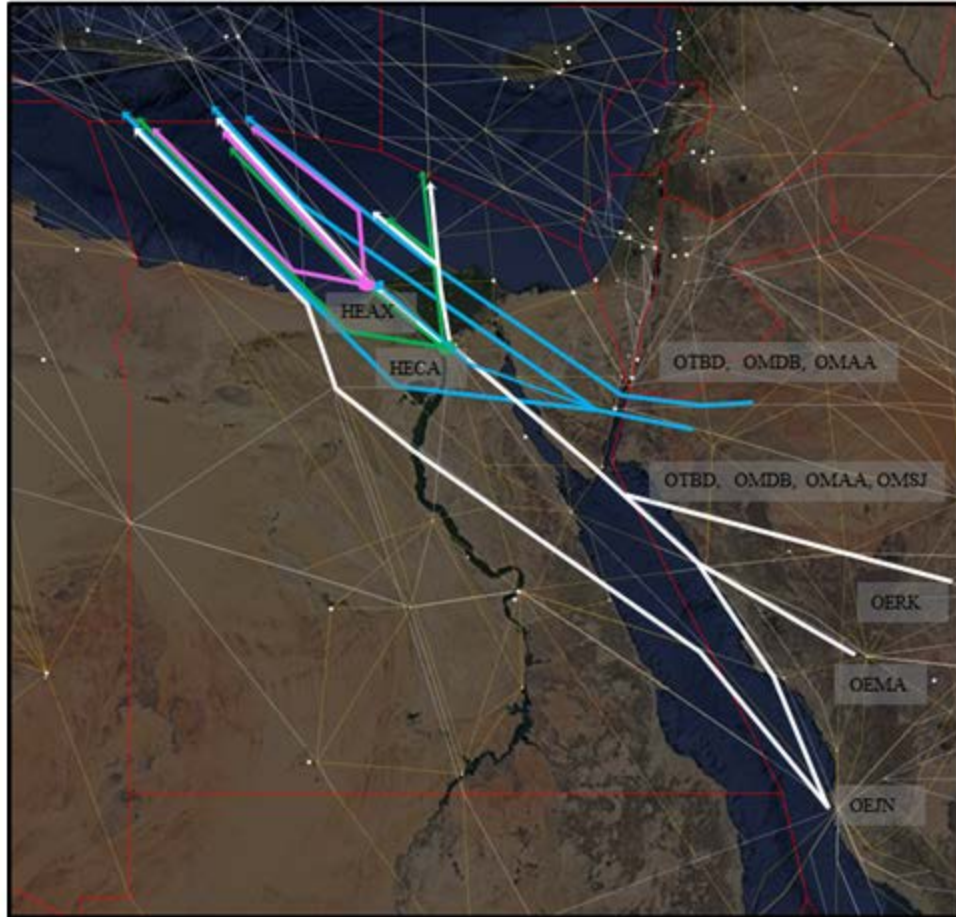 HEAX
HECA
OTBD, OMDB, OMAA
OTBD, OMDB, OMAA, OMSJ
OERK
OEMA
OEJN